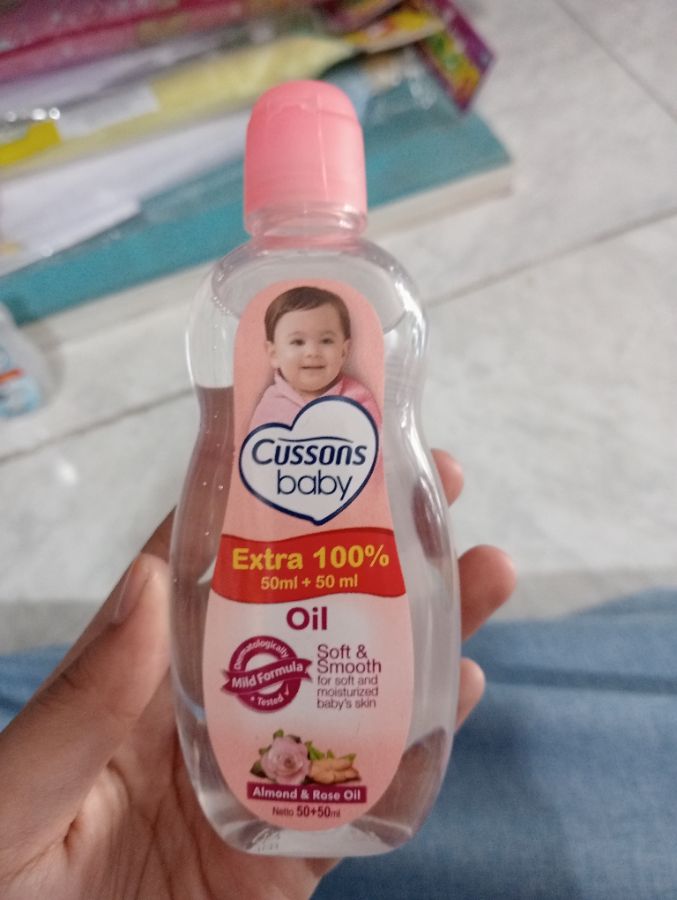 Cussons
baby
Extra 100%
50ml + 50 ml
Oil
Dermatologically
Mild Formula
Tested
Soft &
Smooth
for soft and
moisturized
baby's skin
Almond & Rose Oil
Netto 50+50ml